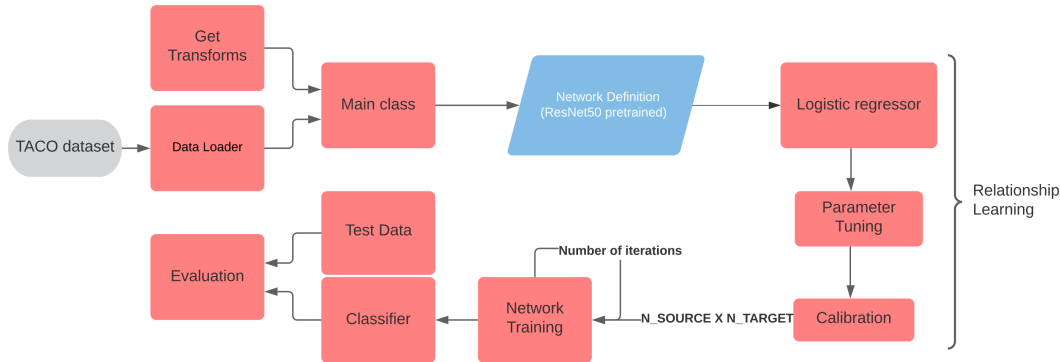 Get
Transforms
TACO dataset
Data Loader
Main class
Network Definition
(ResNet50 pretrained)
Logistic regressor
Relationship
Learning
Parameter
Tuning
Calibration
N_SOURCE X N_TARGET
Number of iterations
Network
Training
Test Data
Classifier
Evaluation